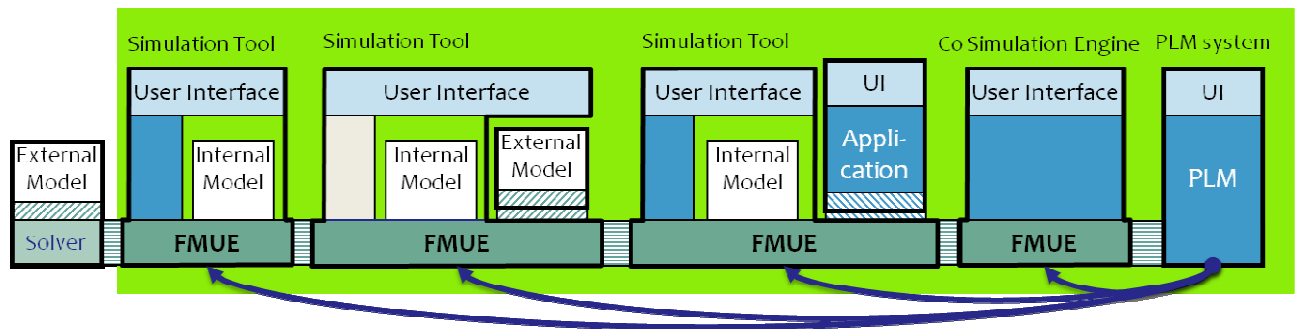 Simulation Tool
Simulation Tool
Simulation Tool
Co Simulation Engine
PLM system
User Interface
User Interface
User Interface
UI
User Interface
UI
External
Model
Internal
Model
Internal
Model
External
Model
Internal
Model
Appli-
cation
PLM
Solver
FMUE
FMUE
FMUE
FMUE